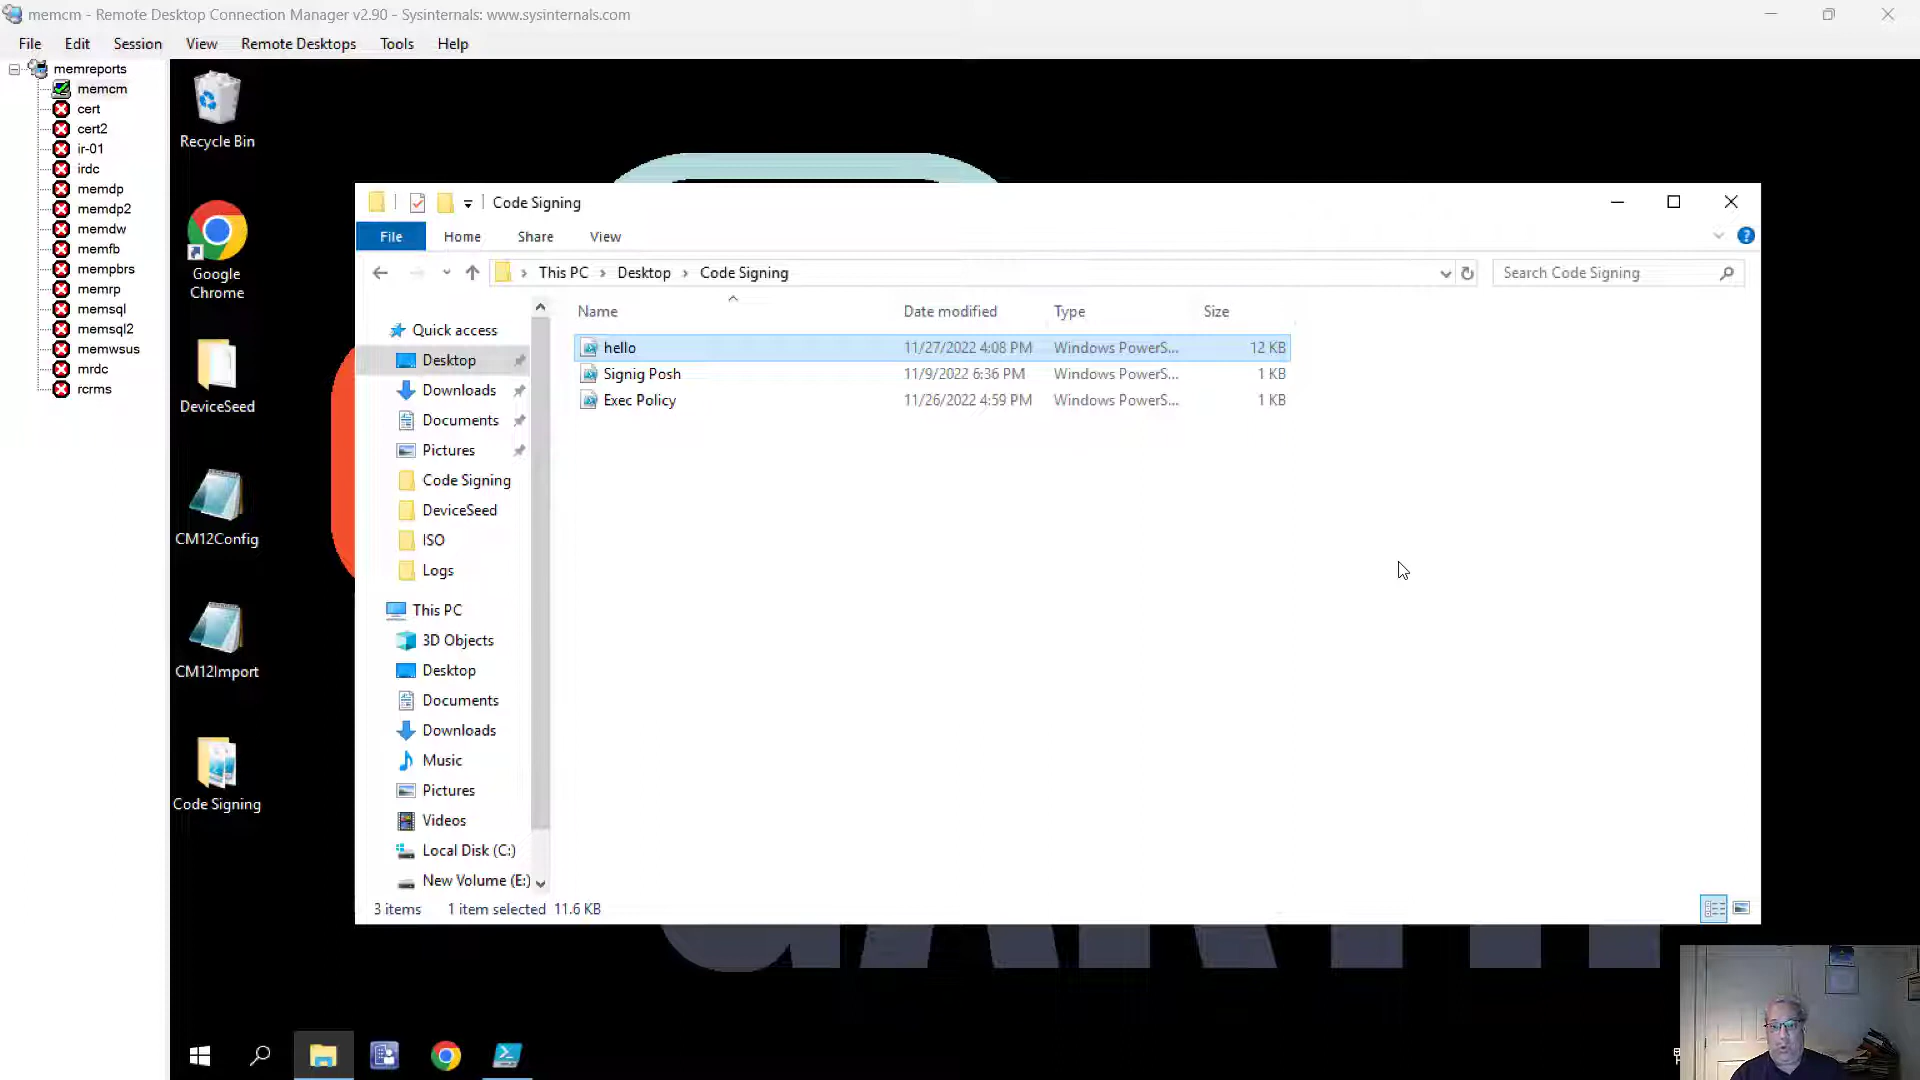 memcm - Remote Desktop Connection Manager v2.90 - Sysinternals: www.sysinternals.com
File Edit Session View Remote Desktops Tools Help
memreports
memcm
cert
cert2
ir-01
irdc
memdp
memdp2
memdw
memfb
mempbrs
memrp
memsql
memsql2
memwsus
mrdc
rcrms
Recycle Bin
Google
Chrome
DeviceSeed
CM12Config
CM12Import
Code Signing
Code Signing
File Home Share View
This PC Desktop Code Signing
Search Code Signing
Quick access
Desktop
Downloads
Documents
Pictures
Code Signing
DeviceSeed
ISO
Logs
This PC
3D Objects
Desktop
Documents
Downloads
Music
Pictures
Videos
Local Disk (C:)
New Volume (E:)
Name Date modified Type Size
hello 11/27/2022 4:08 PM Windows PowerS... 12 KB
Signig Posh 11/9/2022 6:36 PM Windows PowerS... 1 KB
Exec Policy 11/26/2022 4:59 PM Windows PowerS... 1 KB
3 items 1 item selected 11.6 KB